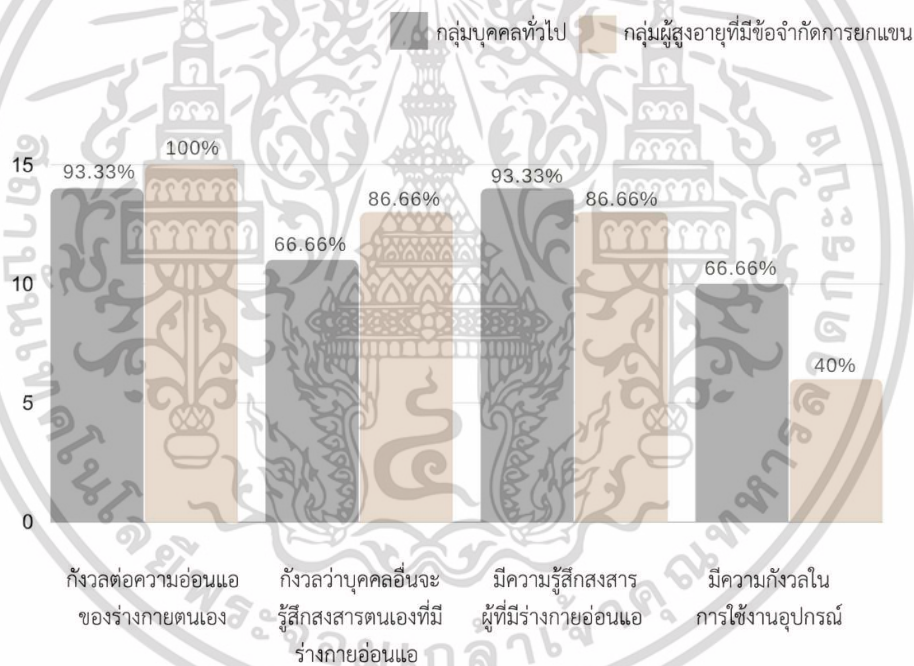 กลุ่มบุคคลทั่วไป กลุ่มผู้สูงอายุที่มีข้อจำกัดการยกแขน
15
93.33% 100%
66.66% 86.66%
93.33% 86.66%
66.66% 40%
10
5
0
กังวลต่อความอ่อนแอ
ของร่างกายตนเอง
กังวลว่าบุคคลอื่นจะ
รู้สึกสงสารตนเองที่มี
ร่างกายอ่อนแอ
มีความรู้สึกสงสาร
ผู้ที่มีร่างกายอ่อนแอ
มีความกังวลใน
การใช้งานอุปกรณ์